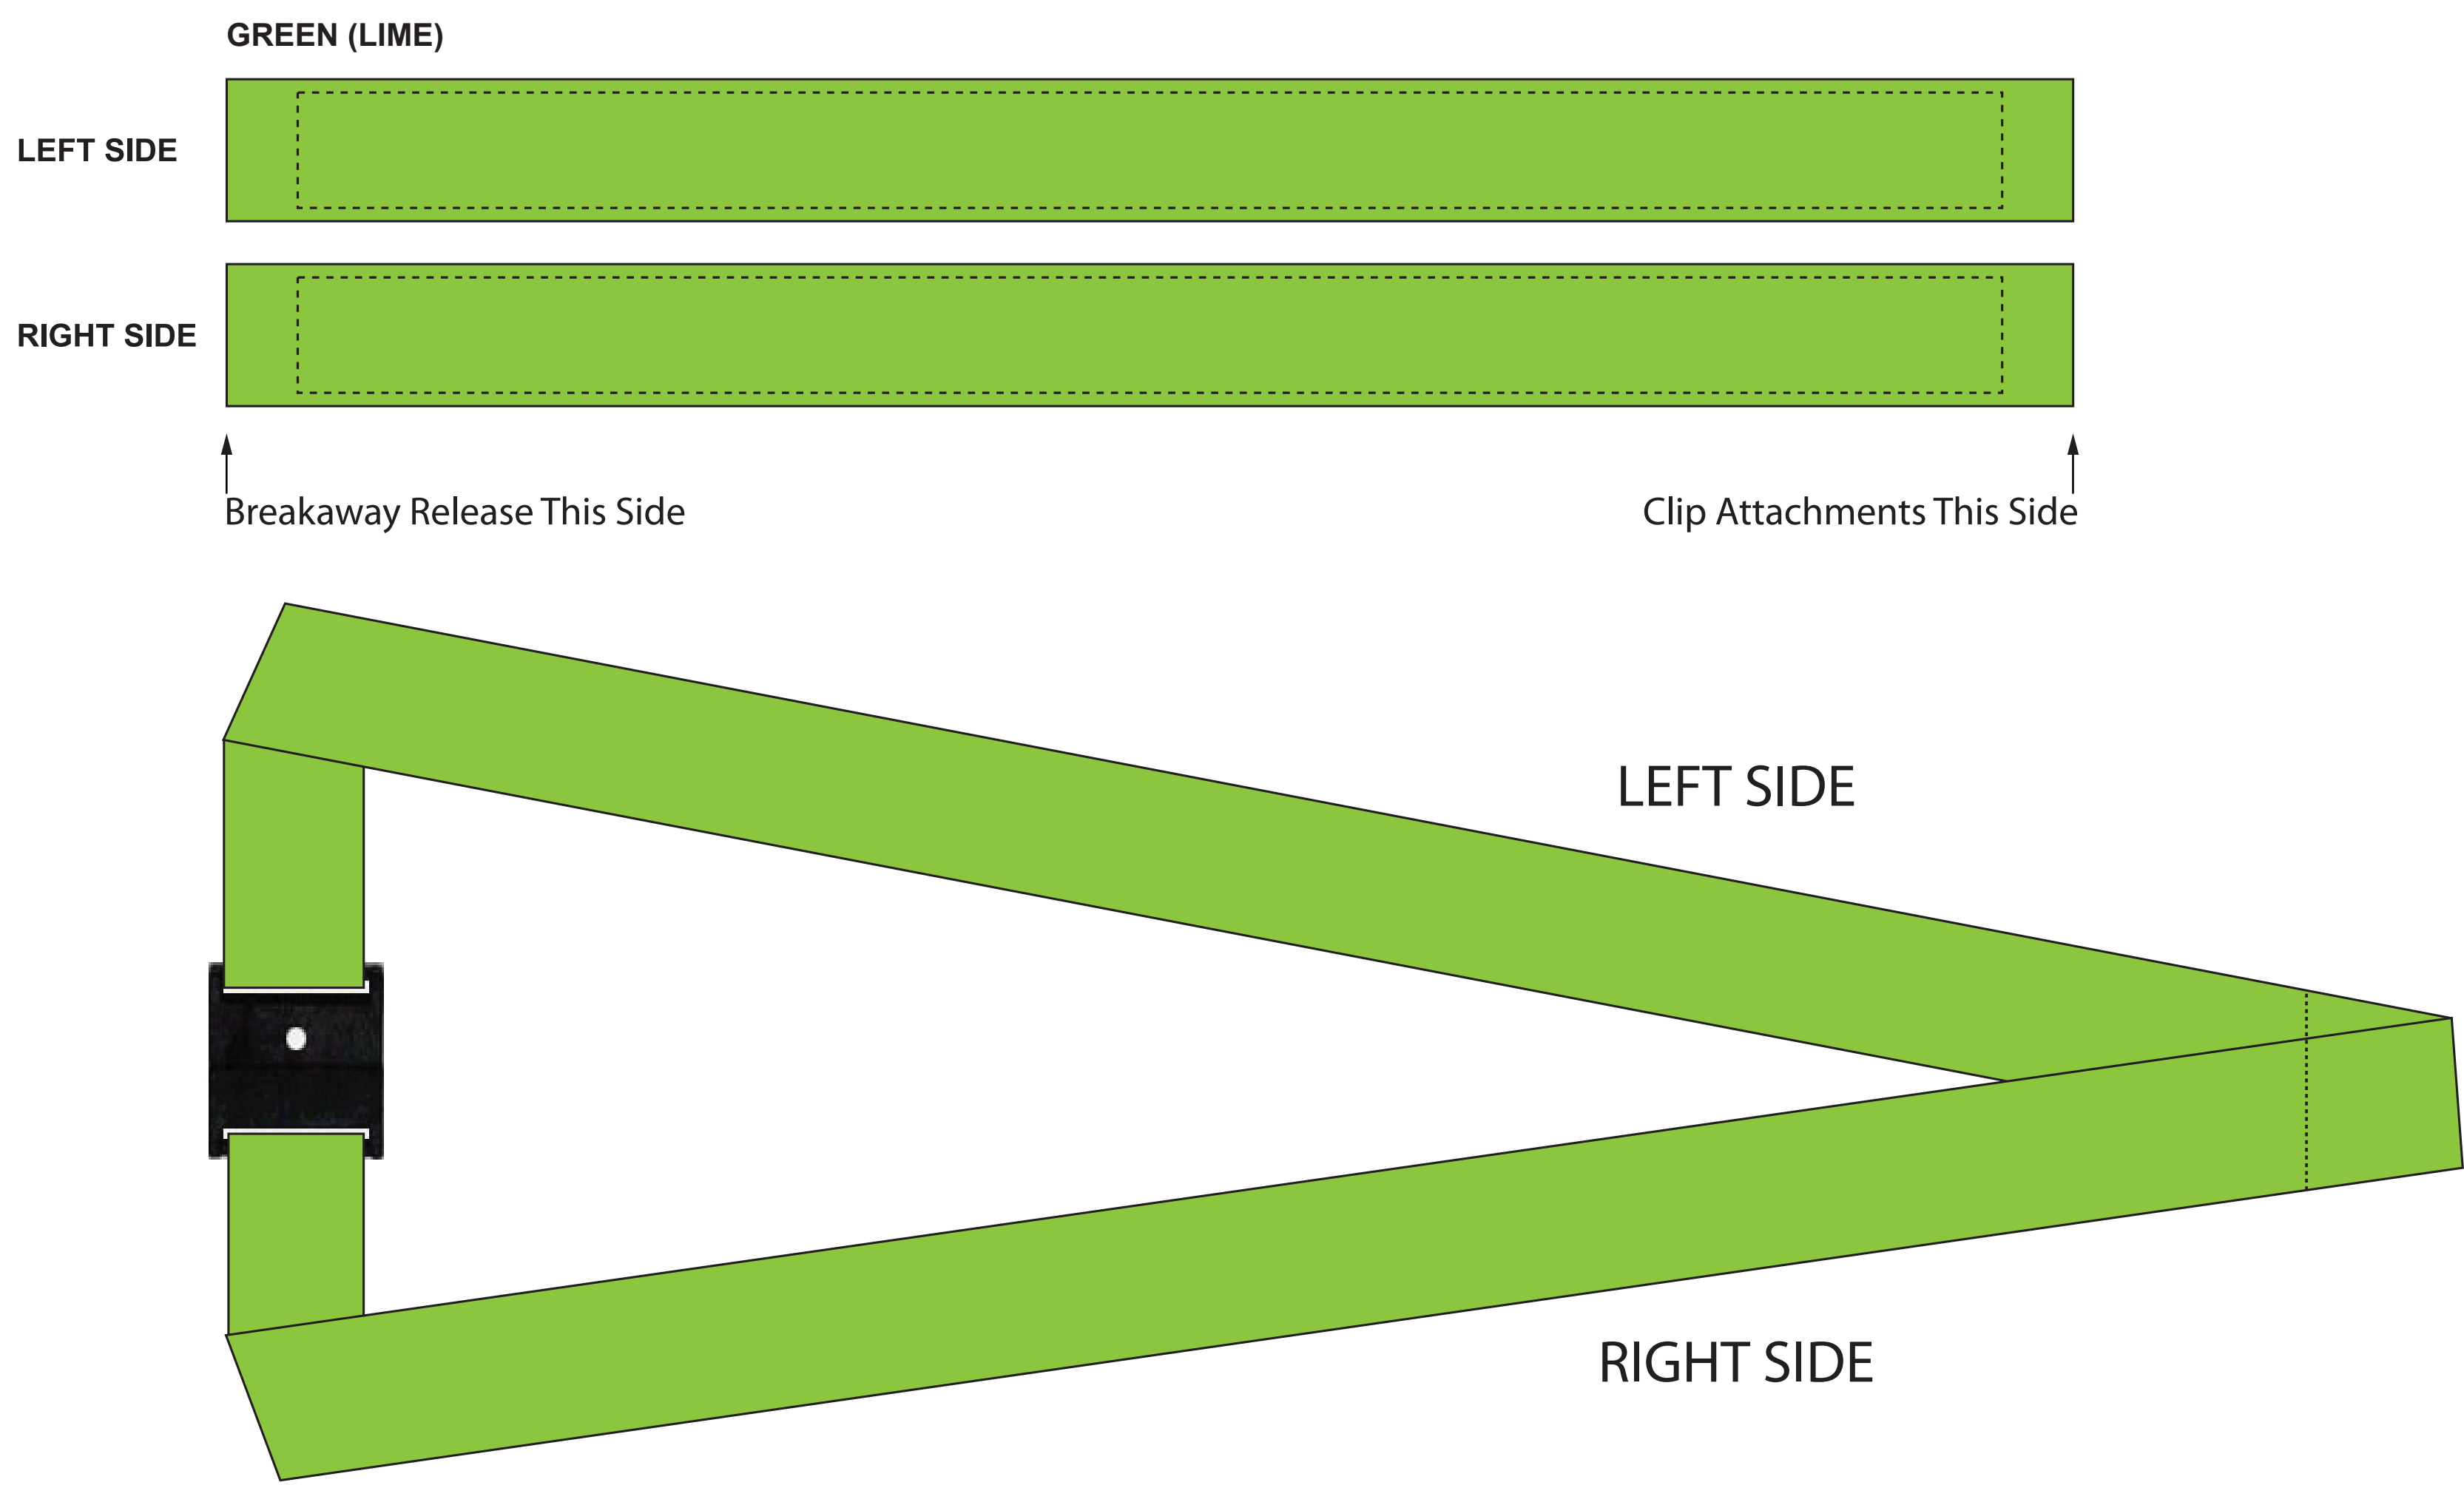 GREEN (LIME)
LEFT SIDE
RIGHT SIDE
Breakaway Release This Side
Clip Attachments This Side
LEFT SIDE
RIGHT SIDE